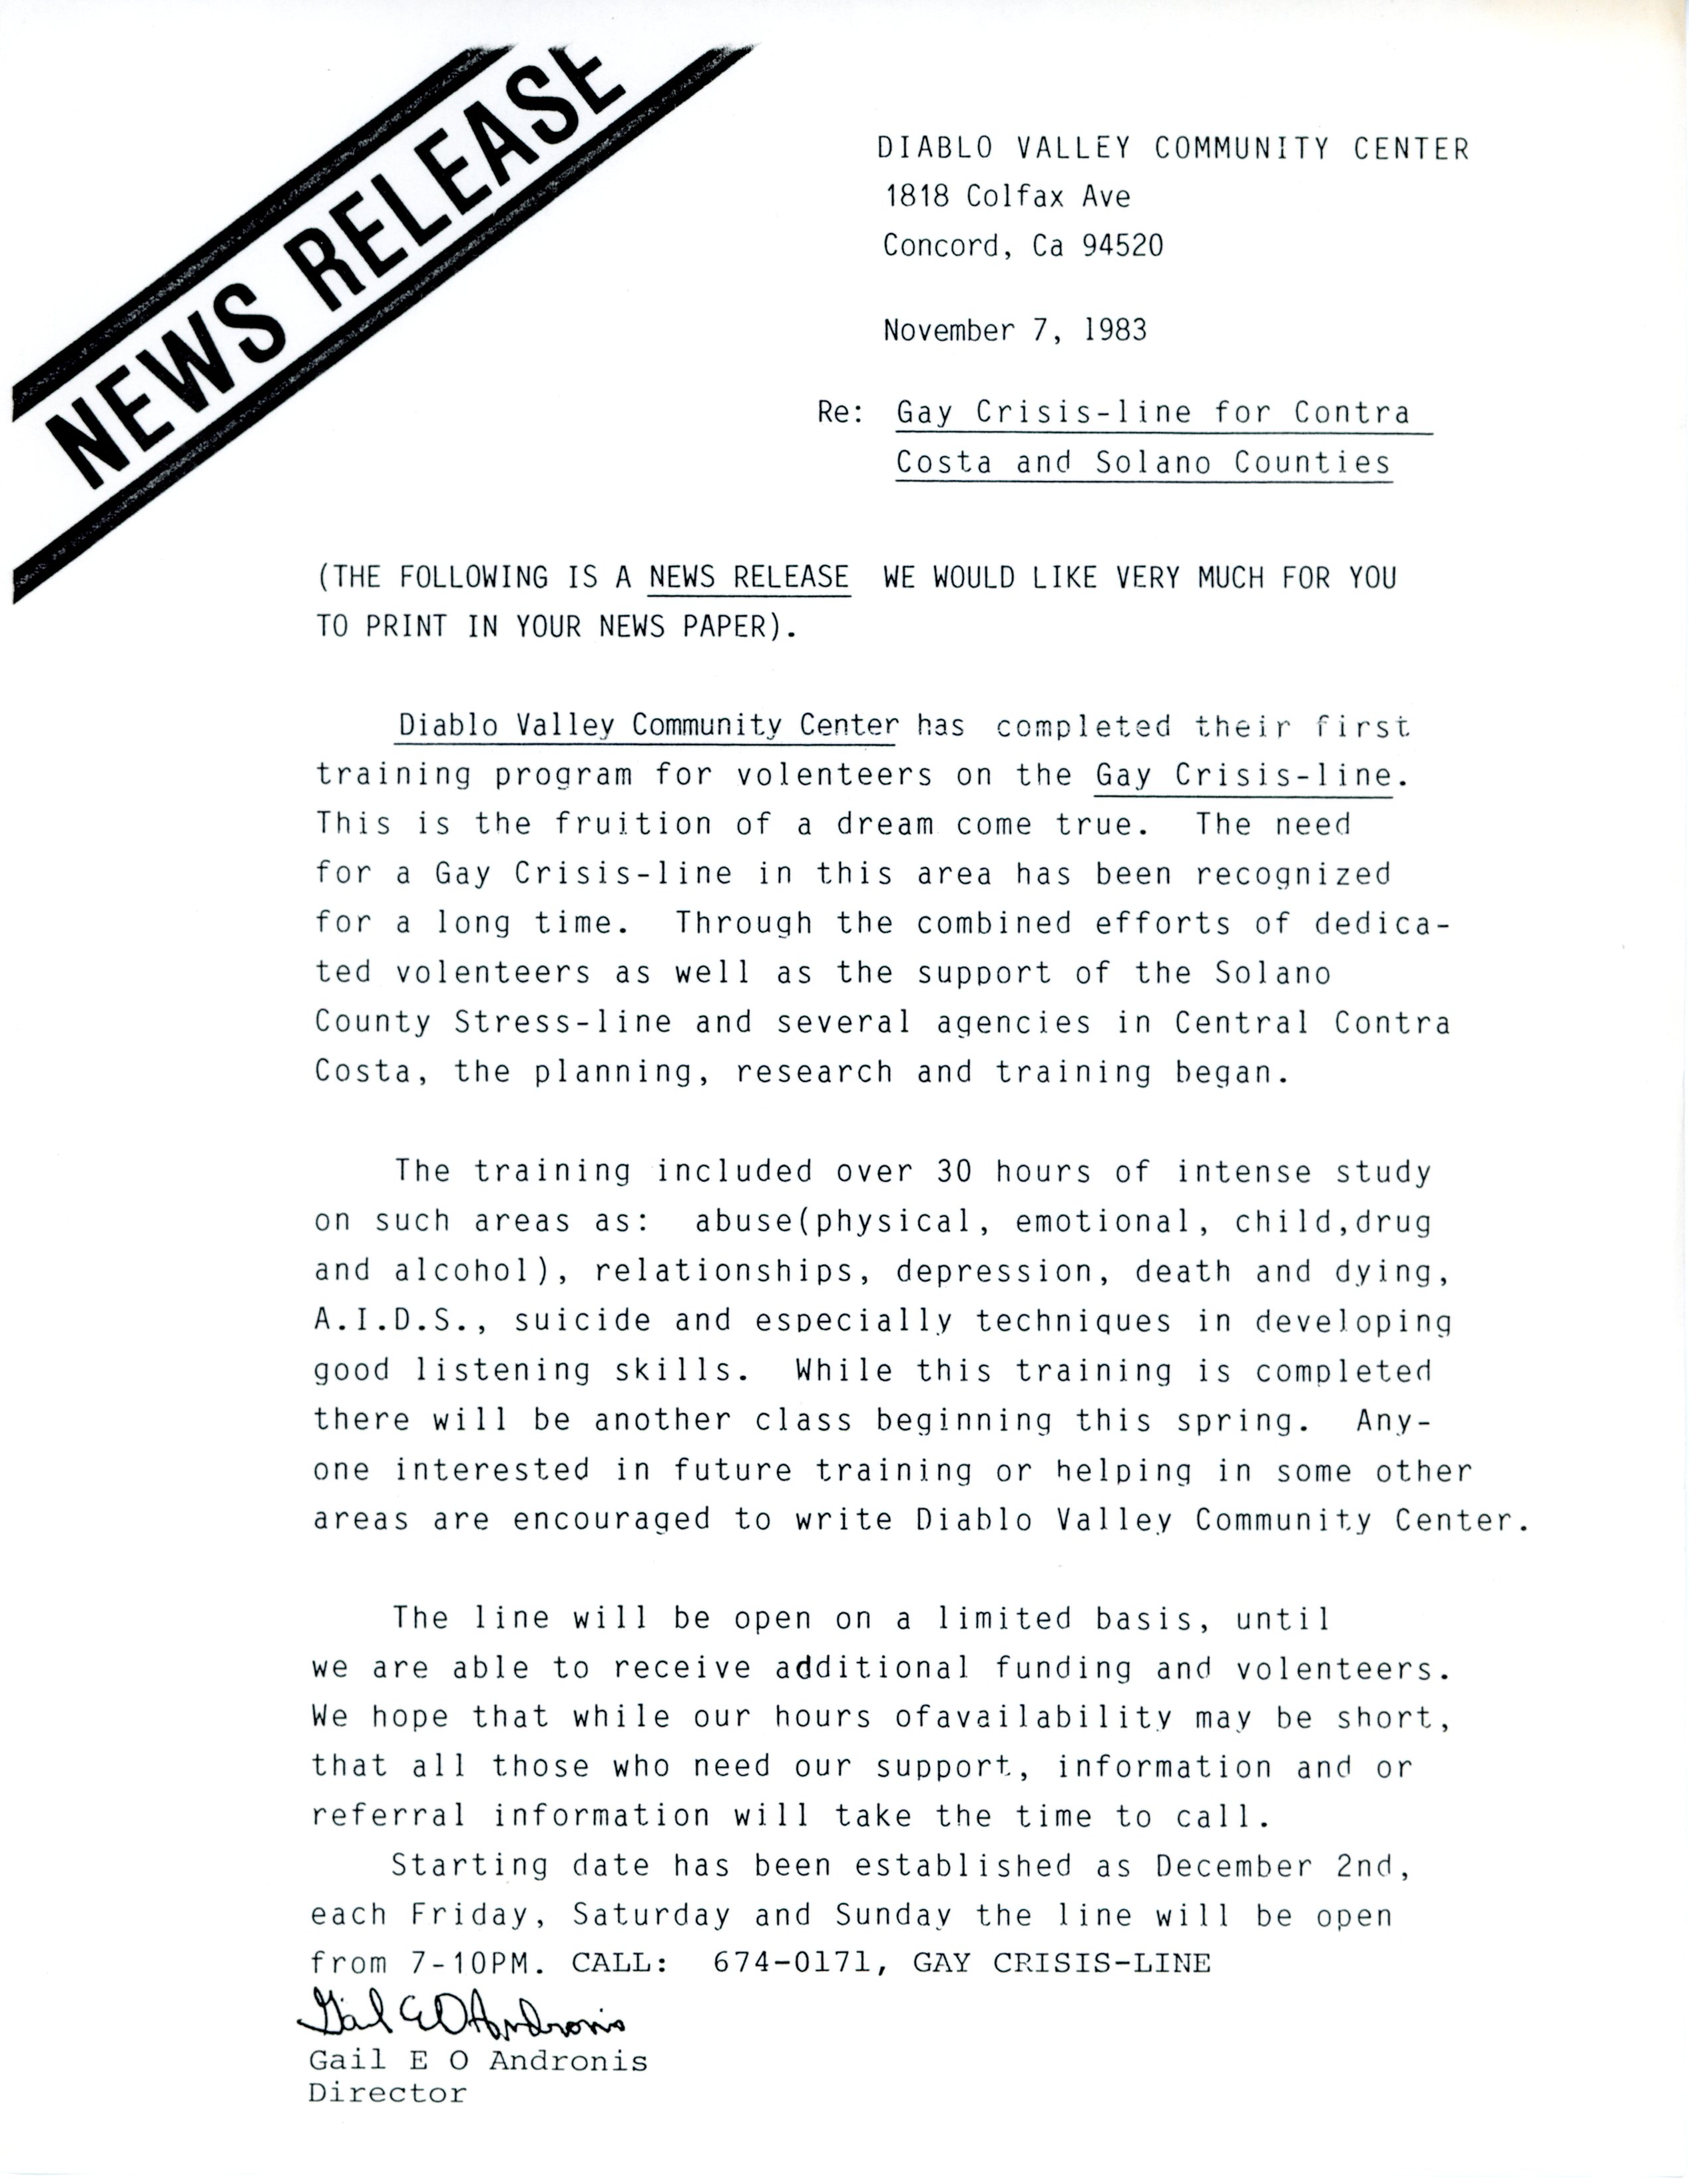 NEWS RELEASE
DIABLO VALLEY COMMUNITY CENTER
1818 Colfax Ave
Concord, Ca 94520
November 7, 1983
Re: Gay Crisis-line for Contra
Costa and Solano Counties
(THE FOLLOWING IS A NEWS RELEASE WE WOULD LIKE VERY MUCH FOR YOU
TO PRINT IN YOUR NEWS PAPER).
Diablo Valley Community Center has completed their first
training program for volenteers on the Gay Crisis-line.
This is the fruition of a dream come true. The need
for a Gay Crisis-line in this area has been recognized
for a long time. Through the combined efforts of dedica-
ted volenteers as well as the support of the Solano
County Stress-line and several agencies in Central Contra
Costa, the planning, research and training began.
The training included over 30 hours of intense study
on such areas as: abuse(physical, emotional, child,drug
and alcohol), relationships, depression, death and dying,
A.I.D.S., suicide and especially techniques in developing
good listening skills. While this training is completed
there will be another class beginning this spring. Any-
one interested in future training or helping in some other
areas are encouraged to write Diablo Valley Community Center.
The line will be open on a limited basis, until
we are able to receive additional funding and volenteers.
We hope that while our hours ofavailability may be short,
that all those who need our support, information and or
referral information will take the time to call.
Starting date has been established as December 2nd,
each Friday, Saturday and Sunday the line will be open
from 7-10PM. CALL: 674-0171, GAY CRISIS-LINE
Gail E O Andronis
Gail E O Andronis
Director